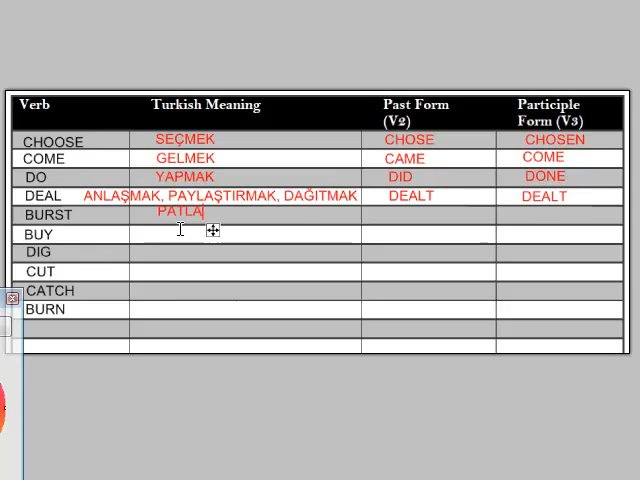 Verb Turkish Meaning Past Form (V2) Participle Form (V3)
CHOOSE SEÇMEK CHOSE CHOSEN
COME GELMEK CAME COME
DO YAPMAK DID DONE
DEAL ANLAŞMAK, PAYLAŞTIRMAK, DAĞITMAK DEALT DEALT
BURST PATLA
BUY
DIG
CUT
CATCH
BURN